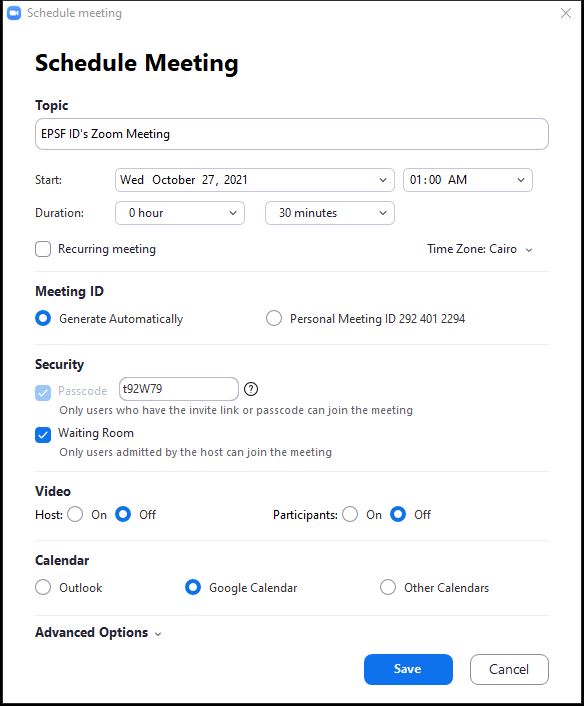 Schedule meeting
Schedule Meeting
Topic
EPSF ID's Zoom Meeting
Start: Wed October 27, 2021 01:00 AM
Duration: 0 hour 30 minutes
Recurring meeting Time Zone: Cairo
Meeting ID
Generate Automatically Personal Meeting ID 292 401 2294
Security
Passcode t92W79 ?
Only users who have the invite link or passcode can join the meeting
Waiting Room
Only users admitted by the host can join the meeting
Video
Host: On Off Participants: On Off
Calendar
Outlook Google Calendar Other Calendars
Advanced Options
Save Cancel